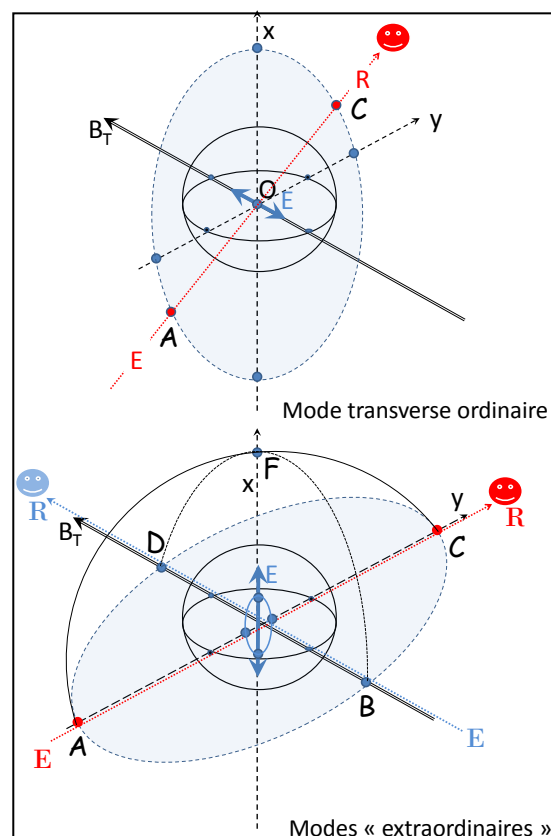 x
R
C
B_T
y
O
E
A
E
Mode transverse ordinaire
F
x
R
B_T
D
y
R
C
E
A
B
E
E
Modes « extraordinaires »